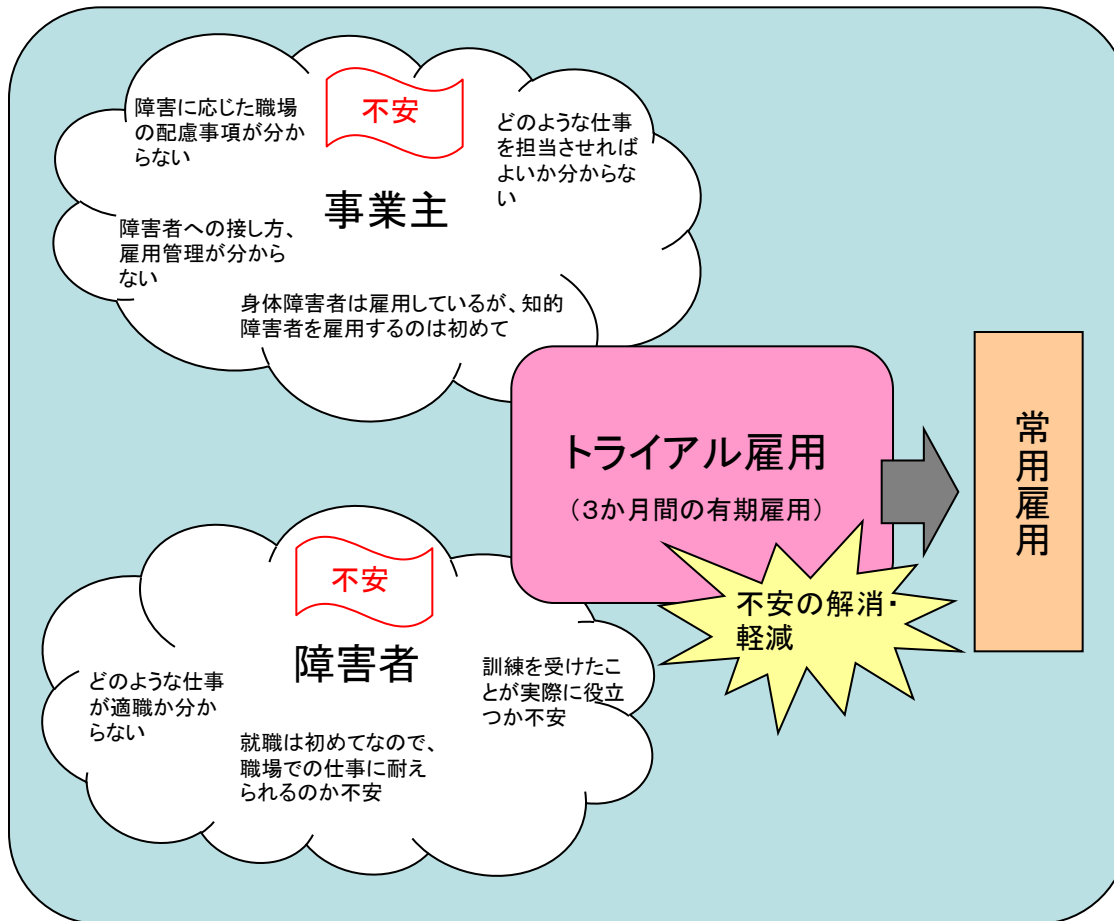 不安
障害に応じた職場
の配慮事項が分か
らない
どのような仕事
を担当させれば
よいか分からな
い
事業主
障害者への接し方、
雇用管理が分から
ない
身体障害者は雇用しているが、知的
障害者を雇用するのは初めて
トライアル雇用
（３か月間の有期雇用）
不安の解消・
軽減
常用雇用
不安
障害者
どのような仕事
が適職か分か
らない
訓練を受けたこ
とが実際に役立
つか不安
就職は初めてなので、
職場での仕事に耐え
られるのか不安